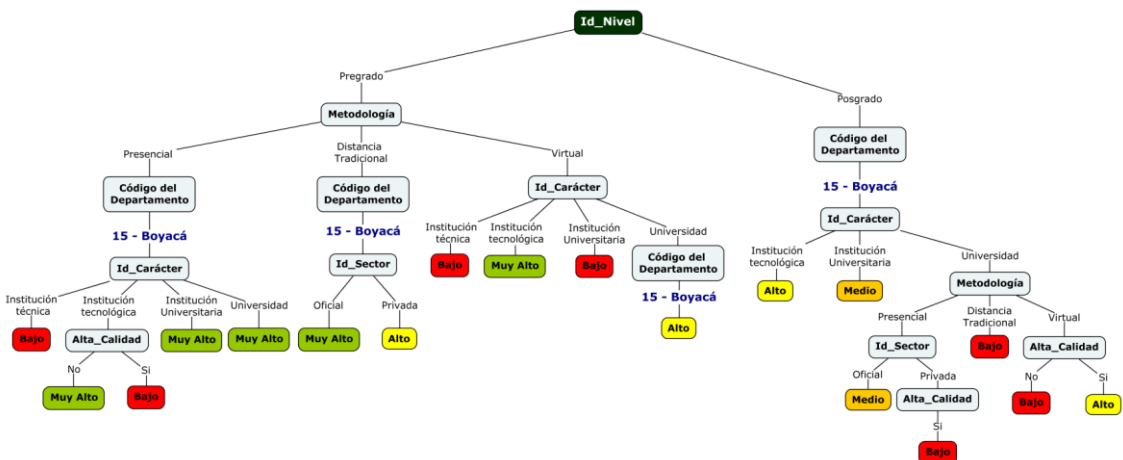 Id_Nivel
Pregrado
Posgrado
Metodología
Código del
Departamento
Presencial
Distancia
Tradicional
Virtual
Código del
Departamento
Código del
Departamento
Id_Carácter
15 - Boyacá
Id_Carácter
15 - Boyacá
15 - Boyacá
Institución
técnica
Institución
tecnológica
Institución
Universitaria
Universidad
Id_Carácter
Id_Sector
Bajo
Muy Alto
Bajo
Código del
Departamento
Institución
tecnológica
Institución
Universitaria
Universidad
15 - Boyacá
Alto
Medio
Metodología
Institución
técnica
Institución
tecnológica
Institución
Universitaria
Universidad
Oficial
Privada
Alto
Presencial
Distancia
Tradicional
Virtual
Bajo
Alta_Calidad
Muy Alto
Muy Alto
Muy Alto
Alto
Id_Sector
Bajo
Alta_Calidad
No
Si
Oficial
Privada
No
Si
Muy Alto
Bajo
Medio
Alta_Calidad
Bajo
Alto
Si
Bajo